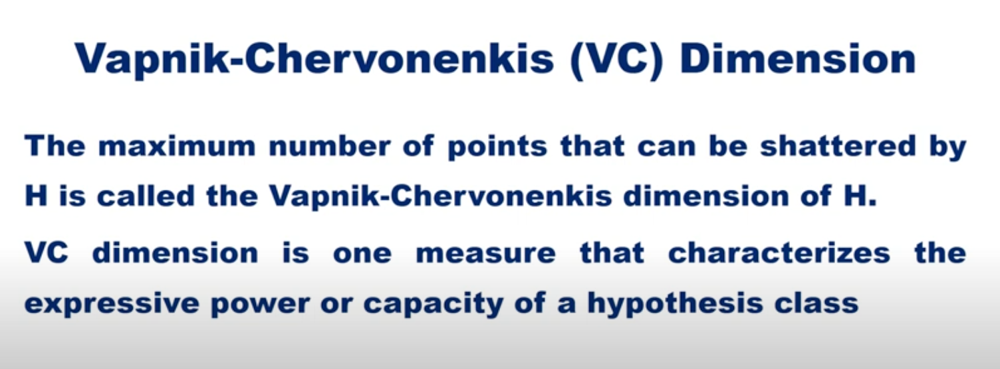 Vapnik-Chervonenkis (VC) Dimension
The maximum number of points that can be shattered by
H is called the Vapnik-Chervonenkis dimension of H.
VC dimension is one measure that characterizes the
expressive power or capacity of a hypothesis class